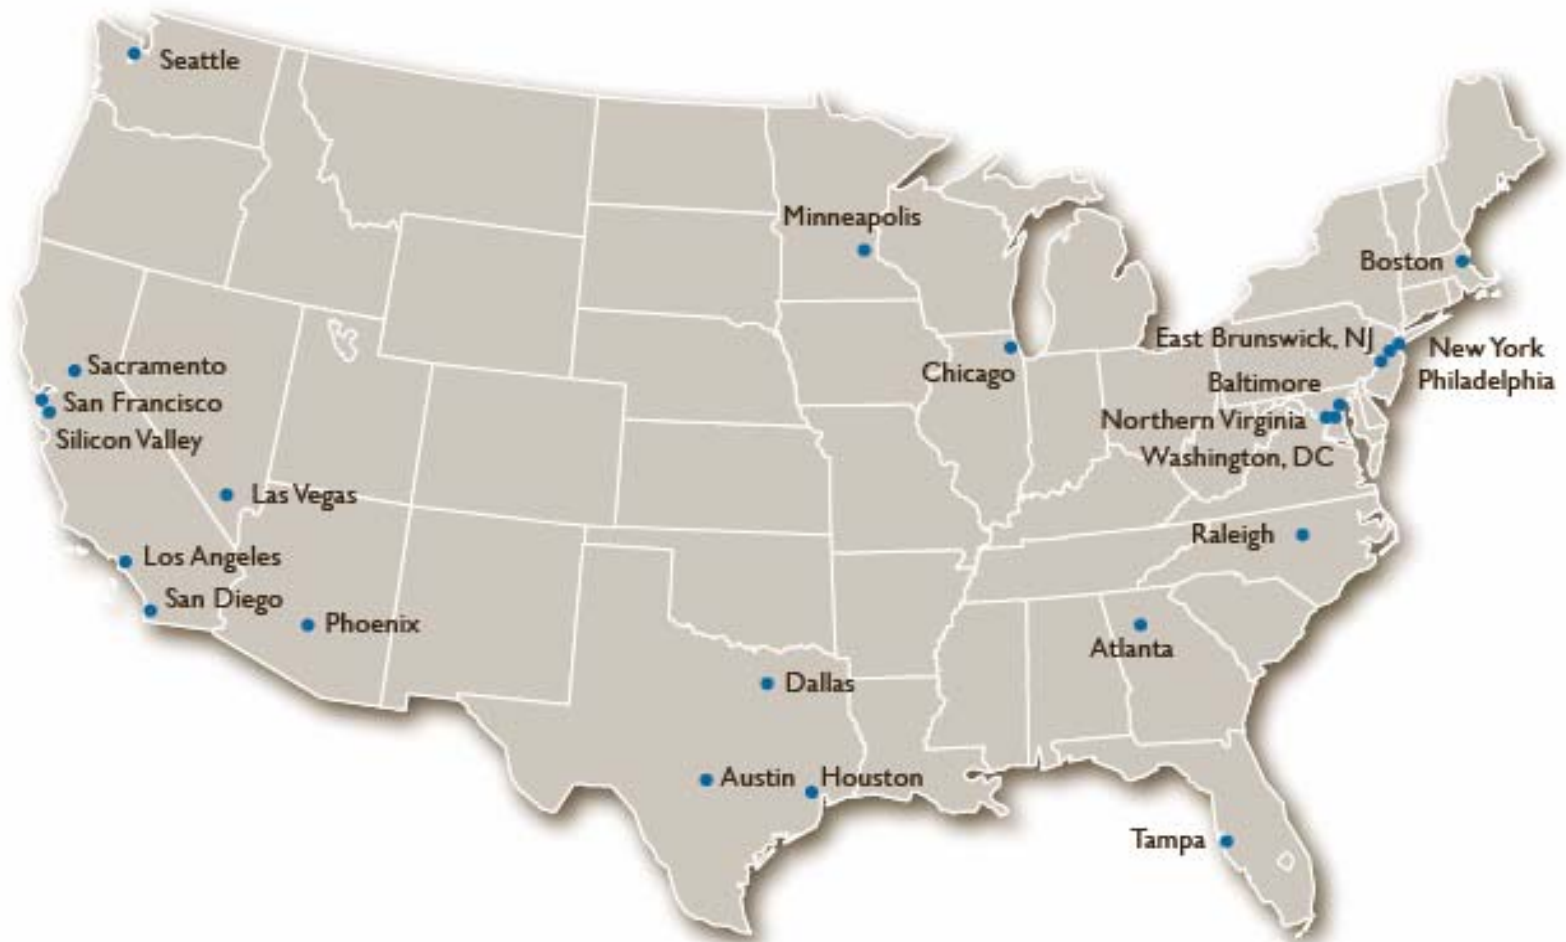 Seattle
Minneapolis
Boston
East Brunswick, NJ
New York
Sacramento
Chicago
Philadelphia
Baltimore
San Francisco
Northern Virginia
Silicon Valley
Washington, DC
Las Vegas
Raleigh
Los Angeles
San Diego
Phoenix
Atlanta
Dallas
Austin
Houston
Tampa